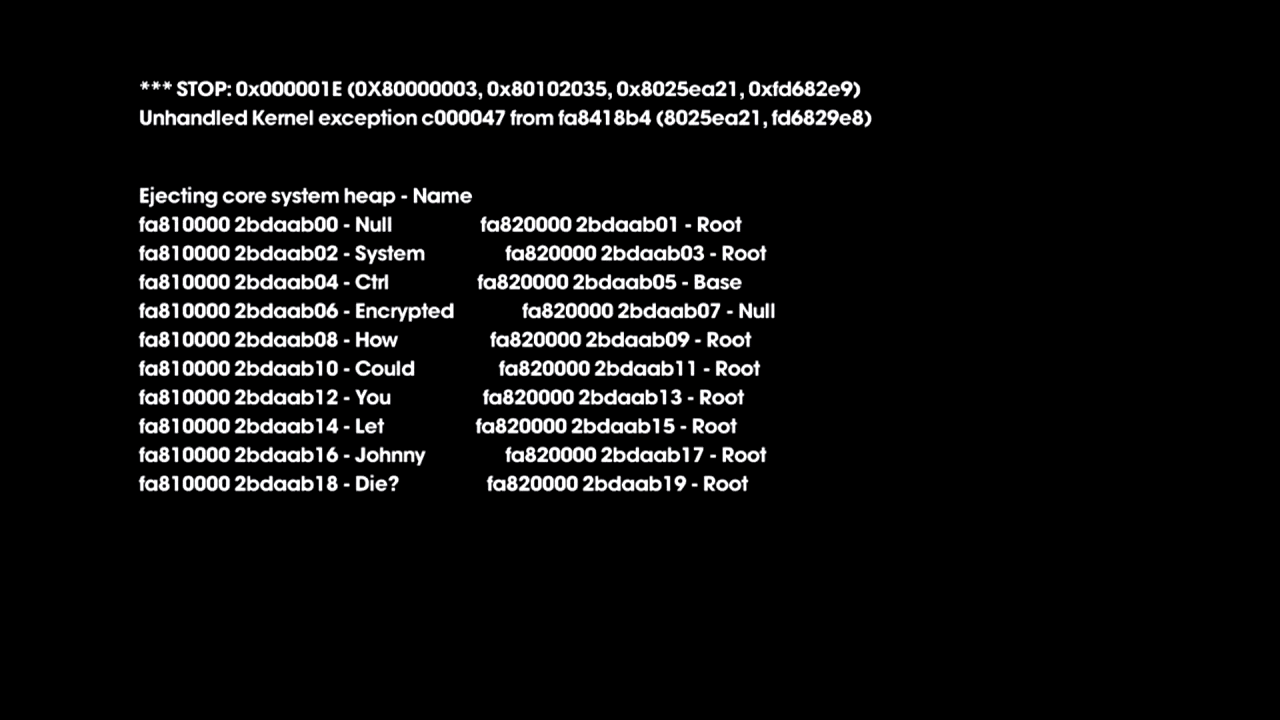 *** STOP: 0x000001E (0X80000003, 0x80102035, 0x8025ea21, 0xfd682e9)
Unhandled Kernel exception c000047 from fa8418b4 (8025ea21, fd6829e8)
Ejecting core system heap - Name
fa810000 2bdaab00 - Null fa820000 2bdaab01 - Root
fa810000 2bdaab02 - System fa820000 2bdaab03 - Root
fa810000 2bdaab04 - Ctrl fa820000 2bdaab05 - Base
fa810000 2bdaab06 - Encrypted fa820000 2bdaab07 - Null
fa810000 2bdaab08 - How fa820000 2bdaab09 - Root
fa810000 2bdaab10 - Could fa820000 2bdaab11 - Root
fa810000 2bdaab12 - You fa820000 2bdaab13 - Root
fa810000 2bdaab14 - Let fa820000 2bdaab15 - Root
fa810000 2bdaab16 - Johnny fa820000 2bdaab17 - Root
fa810000 2bdaab18 - Die? fa820000 2bdaab19 - Root